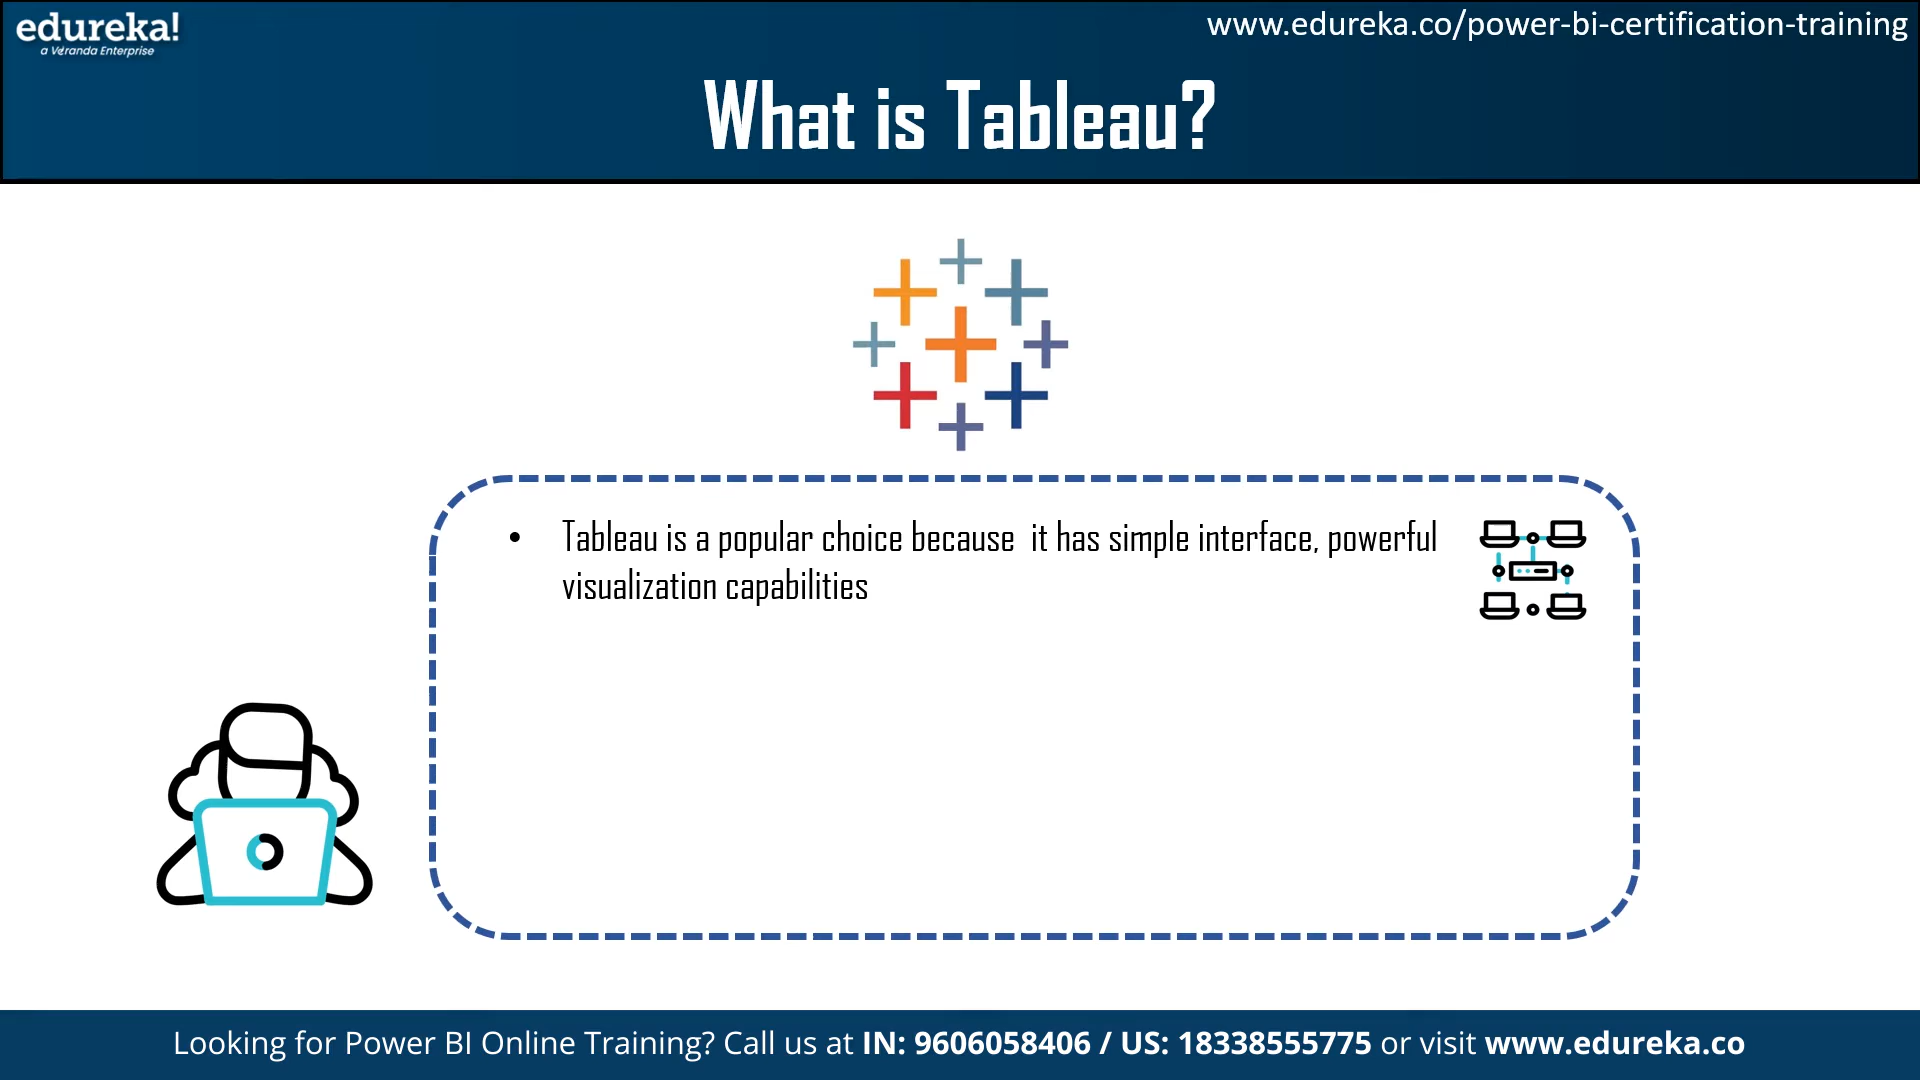 edureka!
a Veranda Enterprise
www.edureka.co/power-bi-certification-training
What is Tableau?
• Tableau is a popular choice because  it has simple interface, powerful
visualization capabilities
Looking for Power BI Online Training? Call us at IN: 9606058406 / US: 18338555775 or visit www.edureka.co